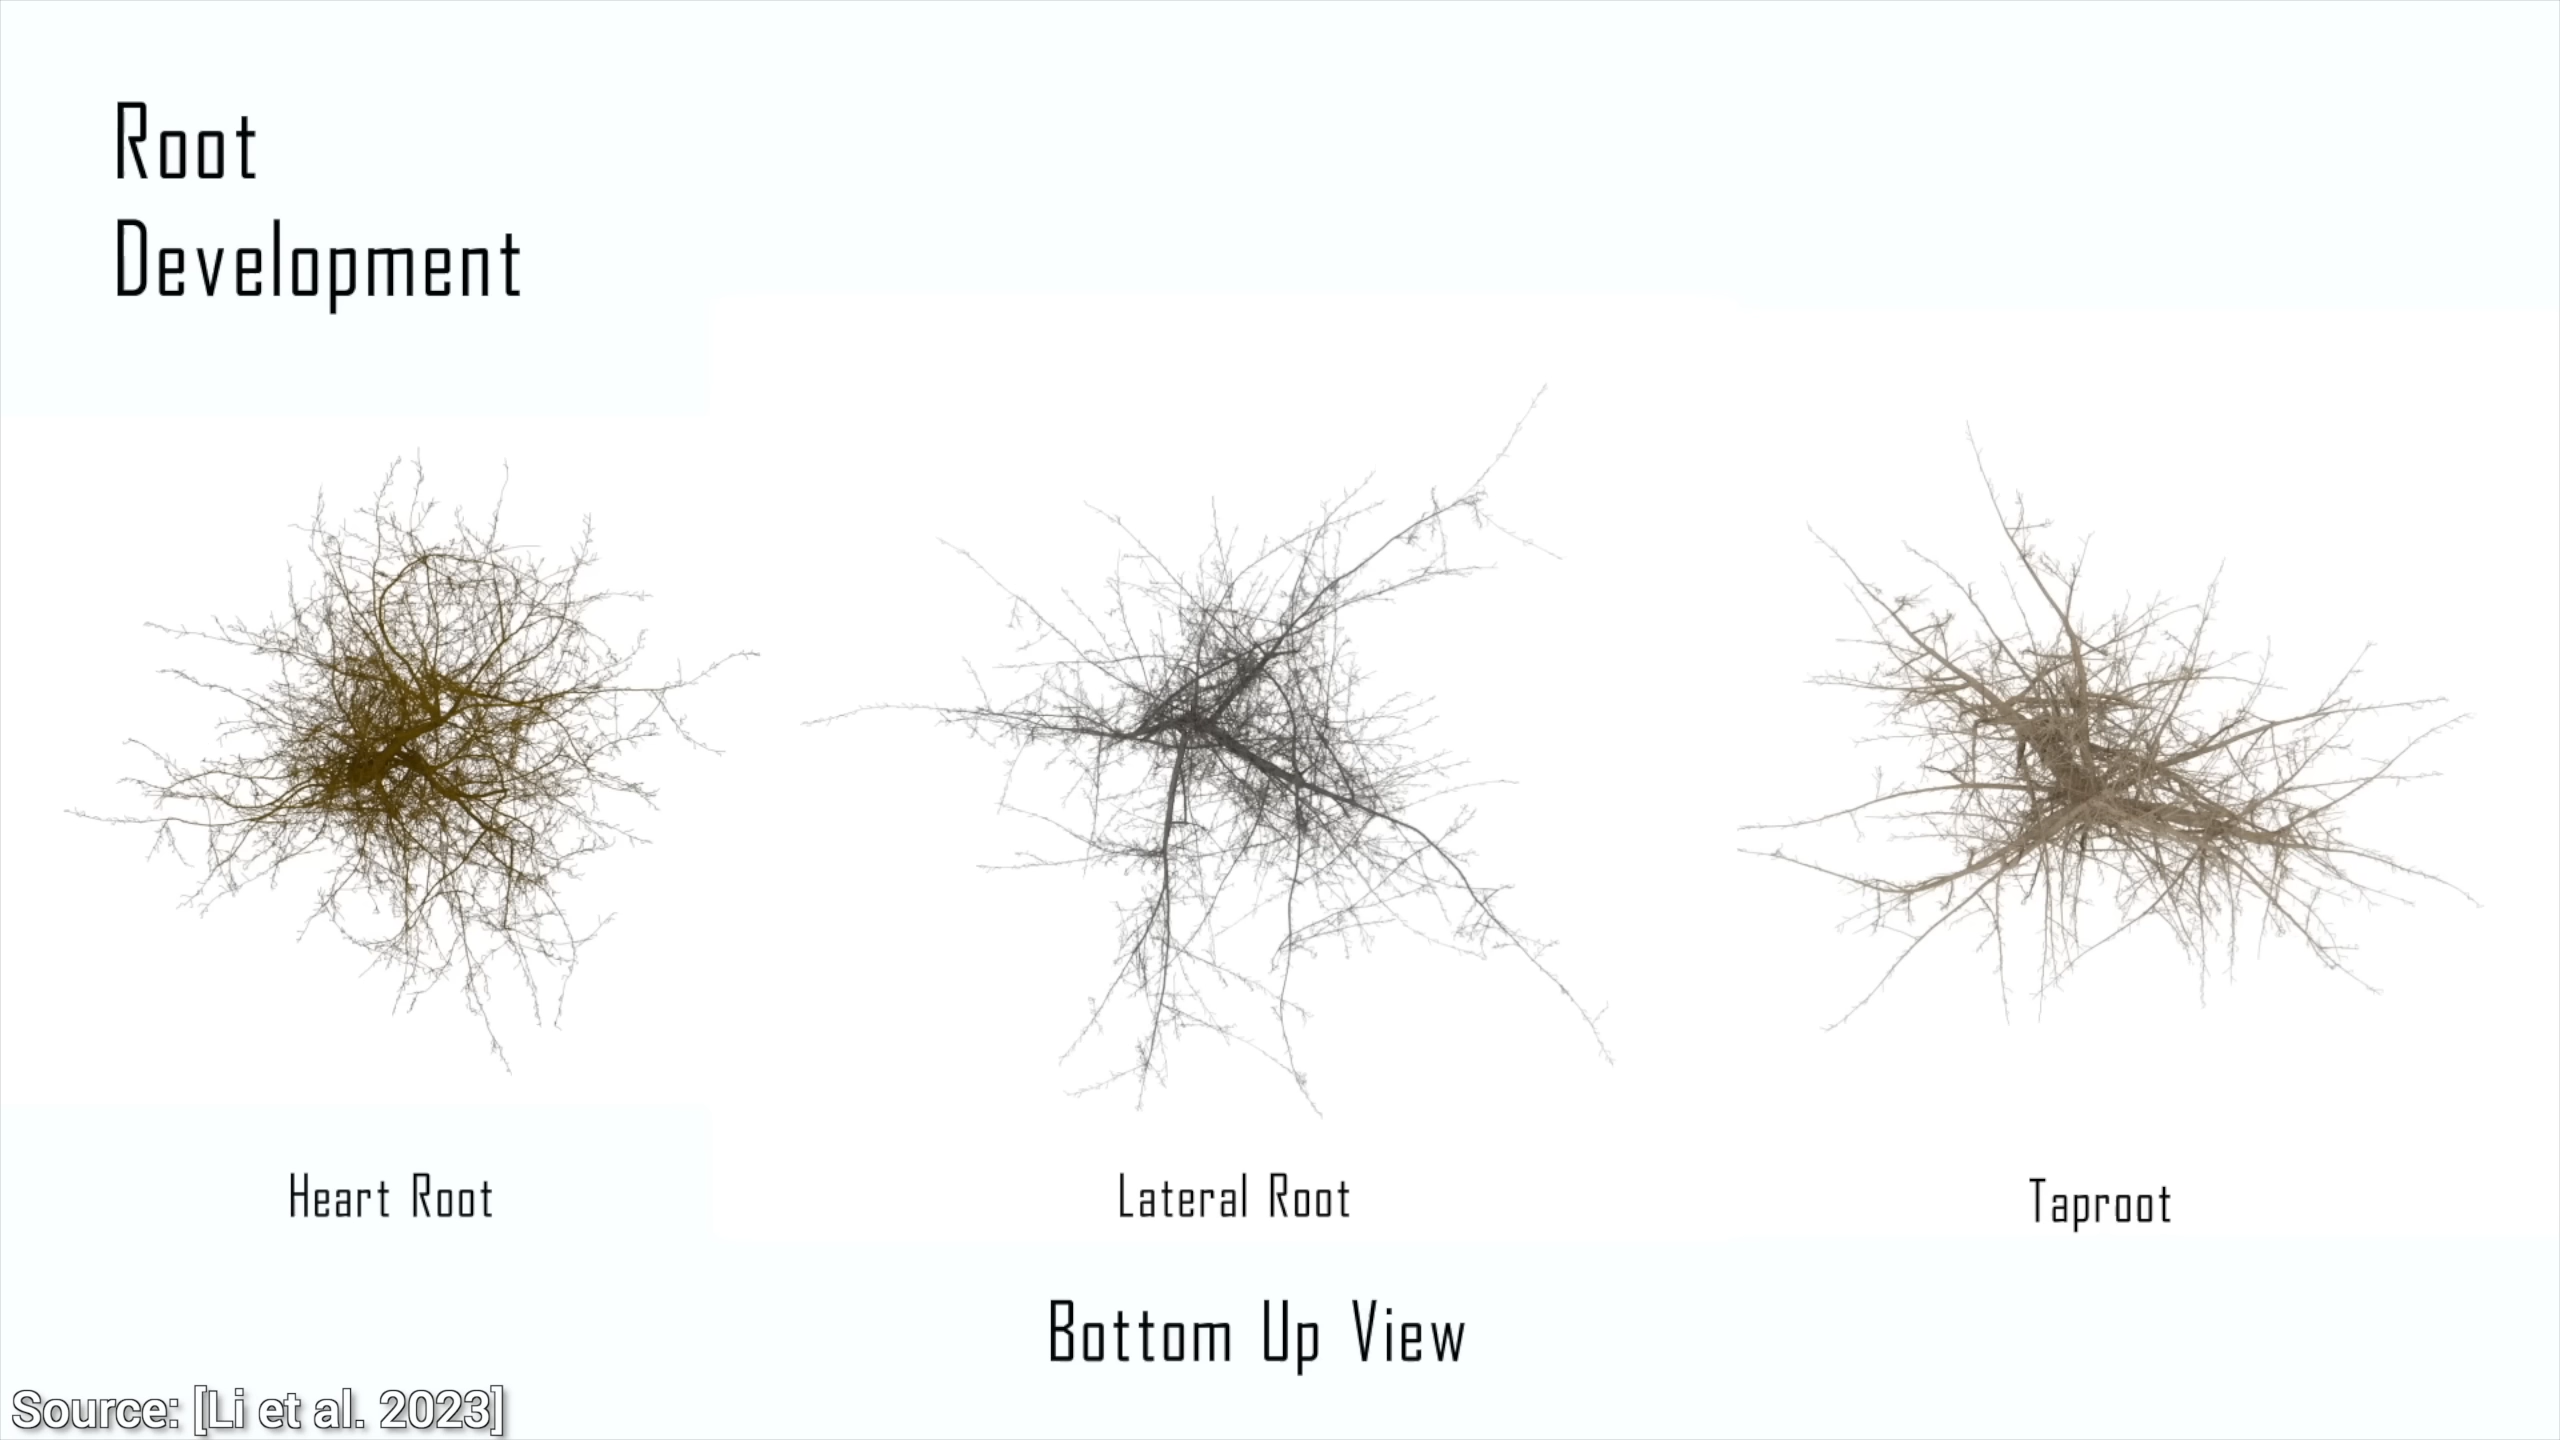 Root
Development
Heart Root
Lateral Root
Taproot
Bottom Up View
Source: [Li et al. 2023]